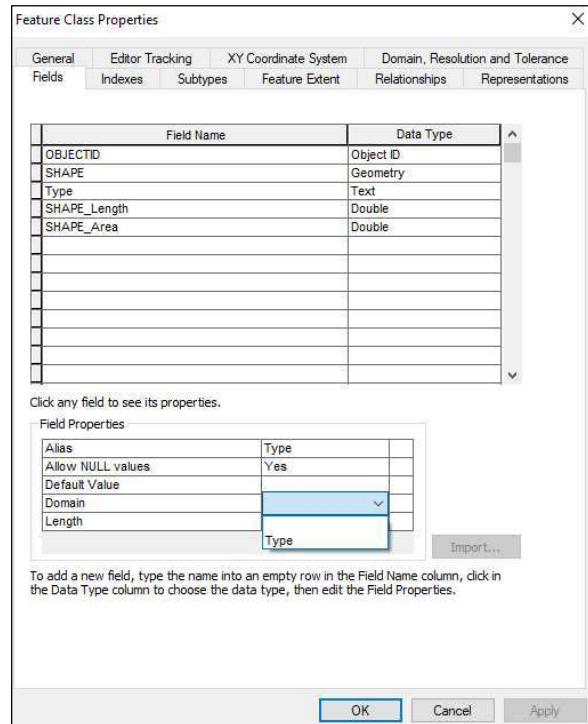 Feature Class Properties
General Editor Tracking XY Coordinate System Domain, Resolution and Tolerance
Fields Indexes Subtypes Feature Extent Relationships Representations
Field Name Data Type
OBJECTID Object ID
SHAPE Geometry
Type Text
SHAPE_Length Double
SHAPE_Area Double
Click any field to see its properties.
Field Properties
Alias Type
Allow NULL values Yes
Default Value
Domain
Length
Type
Import...
To add a new field, type the name into an empty row in the Field Name column, click in
the Data Type column to choose the data type, then edit the Field Properties.
OK Cancel Apply